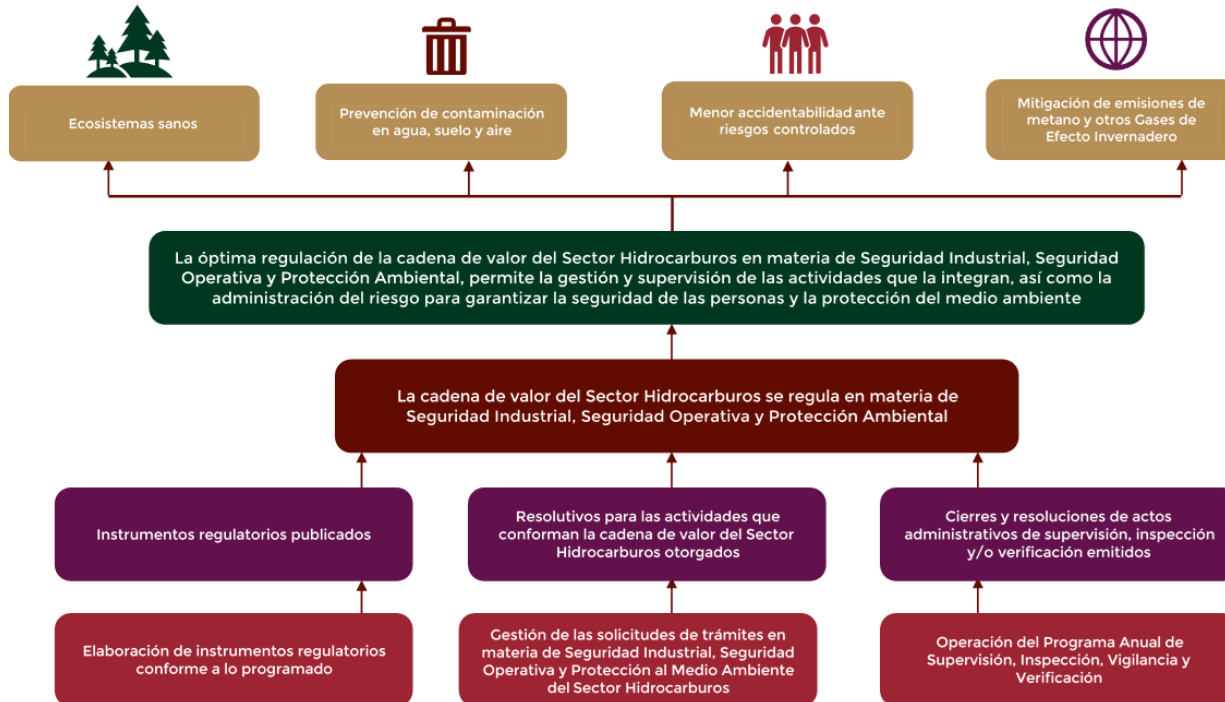 Ecosistemas sanos
Prevención de contaminación
en agua, suelo y aire
Menor accidentabilidad ante
riesgos controlados
Mitigación de emisiones de
metano y otros Gases de
Efecto Invernadero
La óptima regulación de la cadena de valor del Sector Hidrocarburos en materia de Seguridad Industrial, Seguridad
Operativa y Protección Ambiental, permite la gestión y supervisión de las actividades que la integran, así como la
administración del riesgo para garantizar la seguridad de las personas y la protección del medio ambiente
La cadena de valor del Sector Hidrocarburos se regula en materia de
Seguridad Industrial, Seguridad Operativa y Protección Ambiental
Instrumentos regulatorios publicados
Resolutivos para las actividades que
conforman la cadena de valor del Sector
Hidrocarburos otorgados
Cierres y resoluciones de actos
administrativos de supervisión, inspección
y/o verificación emitidos
Elaboración de instrumentos regulatorios
conforme a lo programado
Gestión de las solicitudes de trámites en
materia de Seguridad Industrial, Seguridad
Operativa y Protección al Medio Ambiente
del Sector Hidrocarburos
Operación del Programa Anual de
Supervisión, Inspección, Vigilancia y
Verificación